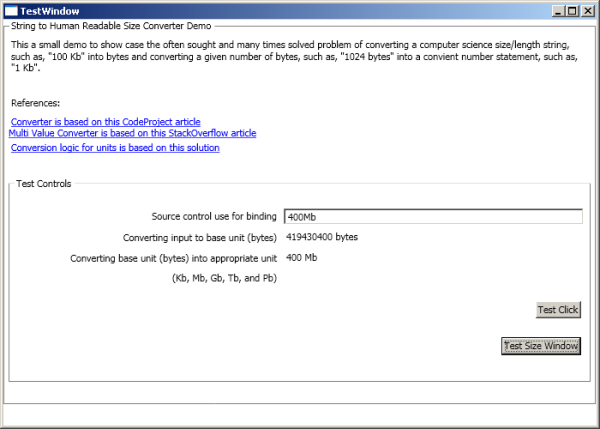 TestWindow
String to Human Readable Size Converter Demo
This a small demo to show case the often sought and many times solved problem of converting a computer science size/length string,
such as, "100 Kb" into bytes and converting a given number of bytes, such as, "1024 bytes" into a convient number statement, such as,
"1 Kb".
References:
Converter is based on this CodeProject article
Multi Value Converter is based on this StackOverflow article
Conversion logic for units is based on this solution
Test Controls
Source control use for binding 400Mb
Converting input to base unit (bytes) 419430400 bytes
Converting base unit (bytes) into appropriate unit 400 Mb
(Kb, Mb, Gb, Tb, and Pb)
Test Click
Test Size Window